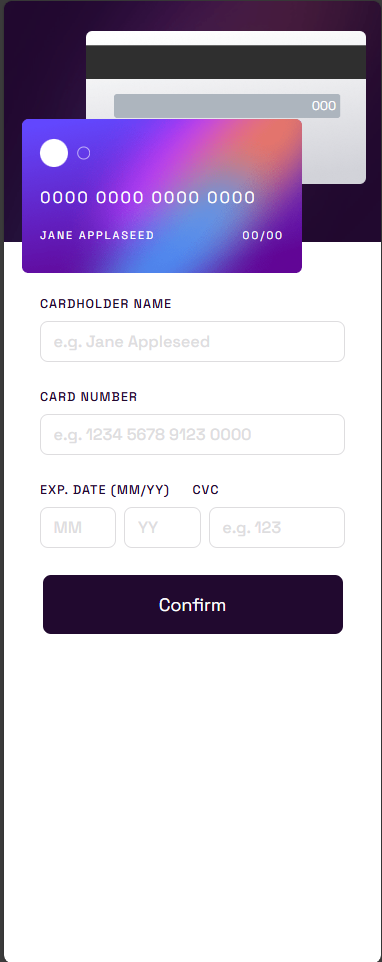 000
0000 0000 0000 0000
JANE APPLASEED 00/00
CARDHOLDER NAME
e.g. Jane Appleseed
CARD NUMBER
e.g. 1234 5678 9123 0000
EXP. DATE (MM/YY) CVC
MM YY e.g. 123
Confirm